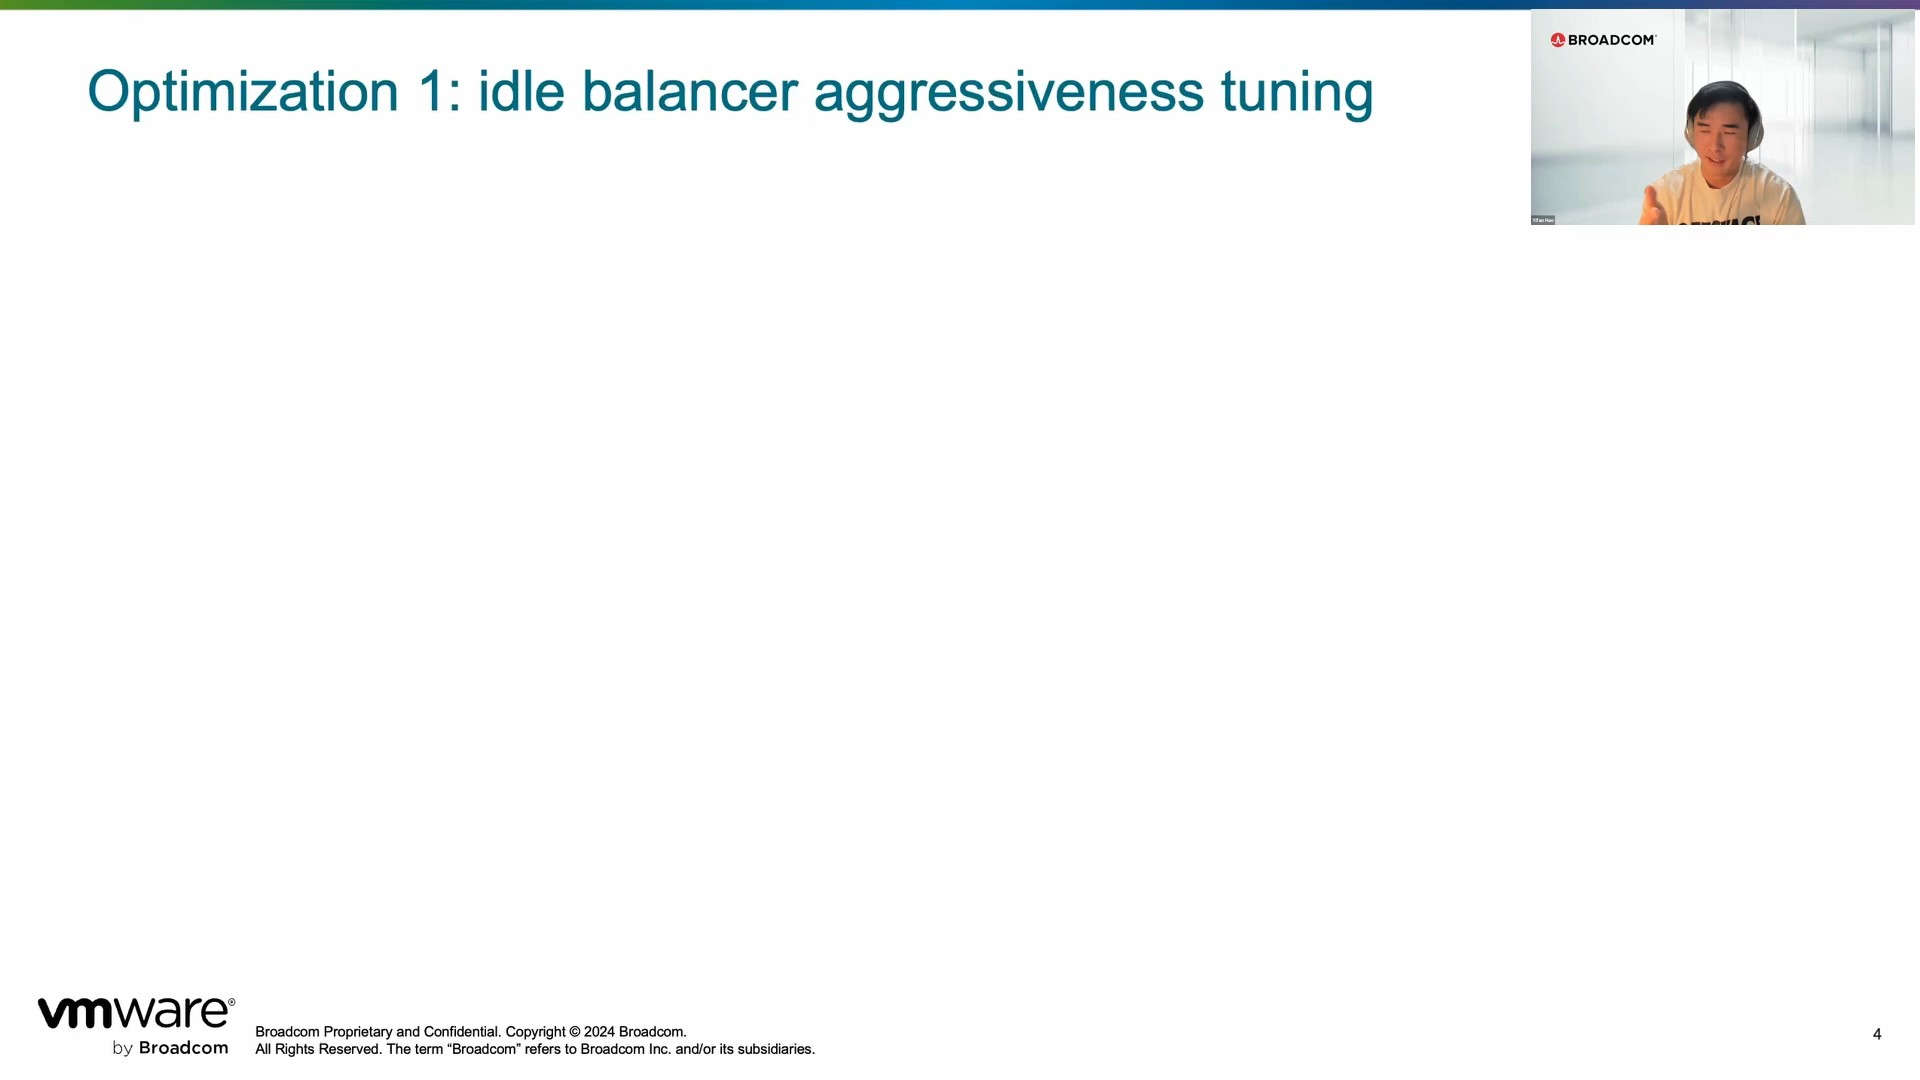 Optimization 1: idle balancer aggressiveness tuning
BROADCOM
vmware®
by Broadcom
Broadcom Proprietary and Confidential. Copyright © 2024 Broadcom.
All Rights Reserved. The term “Broadcom” refers to Broadcom Inc. and/or its subsidiaries.
4